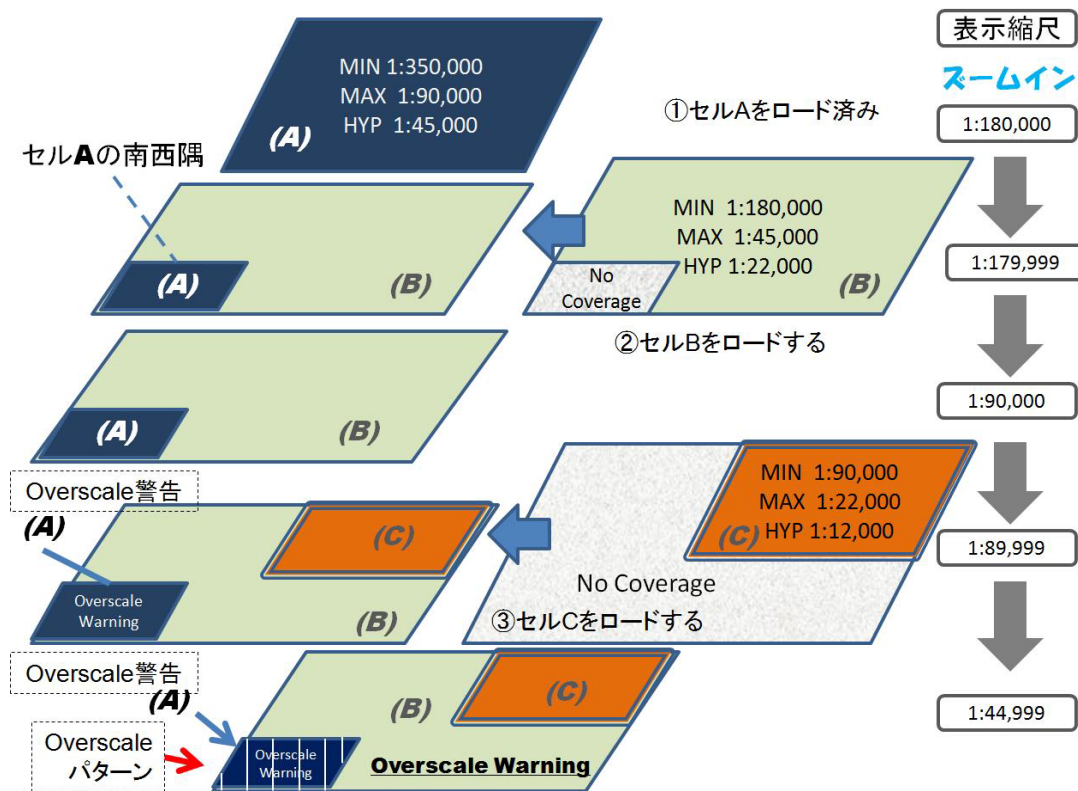 表示縮尺
ズームイン
MIN 1:350,000
MAX 1:90,000
HYP 1:45,000
(A)
①セルAをロード済み
1:180,000
セルAの南西隅
MIN 1:180,000
MAX 1:45,000
HYP 1:22,000
(A)
(B)
No
Coverage
(B)
1:179,999
②セルBをロードする
1:90,000
(A)
(B)
Overscale警告
(A)
(C)
MIN 1:90,000
MAX 1:22,000
HYP 1:12,000
(C)
1:89,999
No Coverage
Overscale
Warning
(B)
③セルCをロードする
Overscale警告
(A)
(B)
(C)
1:44,999
Overscale
パターン
Overscale
Warning
Overscale Warning